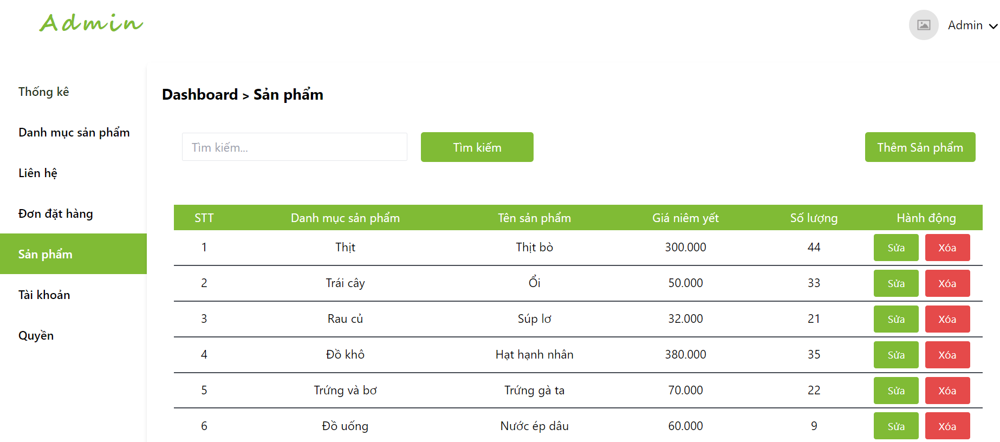 Admin
Admin
Thống kê
Danh mục sản phẩm
Liên hệ
Đơn đặt hàng
Sản phẩm
Tài khoản
Quyền
Dashboard > Sản phẩm
Tìm kiếm... Tìm kiếm Thêm Sản phẩm
STT Danh mục sản phẩm Tên sản phẩm Giá niêm yết Số lượng Hành động
1 Thịt Thịt bò 300.000 44 Sửa Xóa
2 Trái cây Ổi 50.000 33 Sửa Xóa
3 Rau củ Súp lơ 32.000 21 Sửa Xóa
4 Đồ khô Hạt hạnh nhân 380.000 35 Sửa Xóa
5 Trứng và bơ Trứng gà ta 70.000 22 Sửa Xóa
6 Đồ uống Nước ép dâu 60.000 9 Sửa Xóa